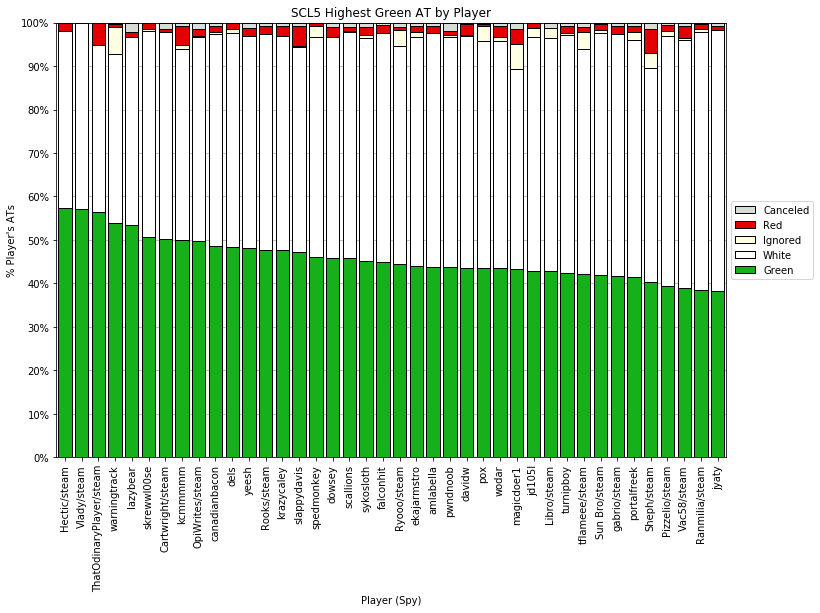 SCL5 Highest Green AT by Player
100%
90%
80%
70%
60%
50%
40%
30%
20%
10%
0%
% Player's ATs
Canceled
Red
Ignored
White
Green
Hectic/steam
Vlady/steam
ThatOdinaryPlayer/steam
warningtrack
lazybear
skrewwl00se
Cartwright/steam
kcmmmmm
OpiWrites/steam
canadianbacon
dels
yeesh
Rooks/steam
krazycaley
slappydavis
spedmonkey
dowsey
scallions
sykosloth
falconhit
Ryooo/steam
ekajarmstro
amlabella
pwndnoob
davidw
pox
wodar
magicdoer1
jd105l
Libro/steam
turnipboy
tflameee/steam
Sun Bro/steam
gabrio/steam
portalfreek
Sheph/steam
Pizzelio/steam
Vac58/steam
Ranmilia/steam
jyaty
Player (Spy)